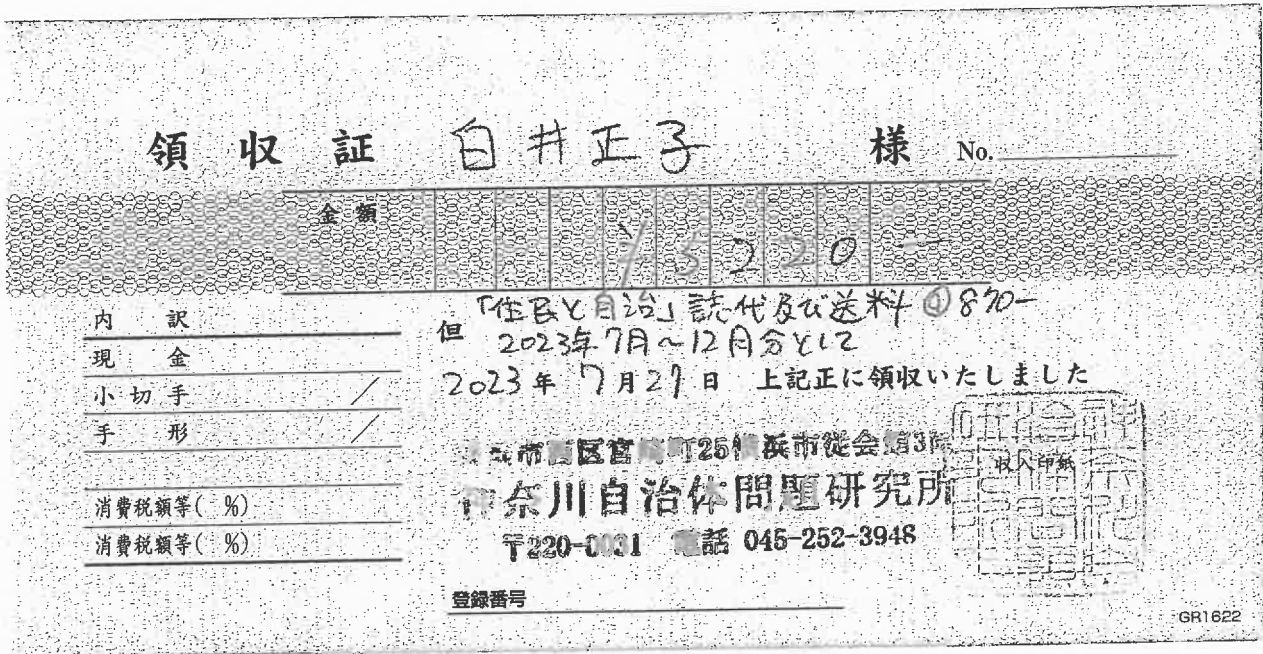 領収証 白井正子 様 No.
金額 ¥5220-
内訳
現金
小切手
手形
消費税額等( %)
消費税額等( %)
但 「住民と自治」誌代及び送料 @870-
2023年7月〜12月分として
2023年7月27日 上記正に領収いたしました
市西区宮崎町25横浜市従会館3階
神奈川自治体問題研究所
〒220-0031 電話 045-252-3948
収入印紙
登録番号
GR1622